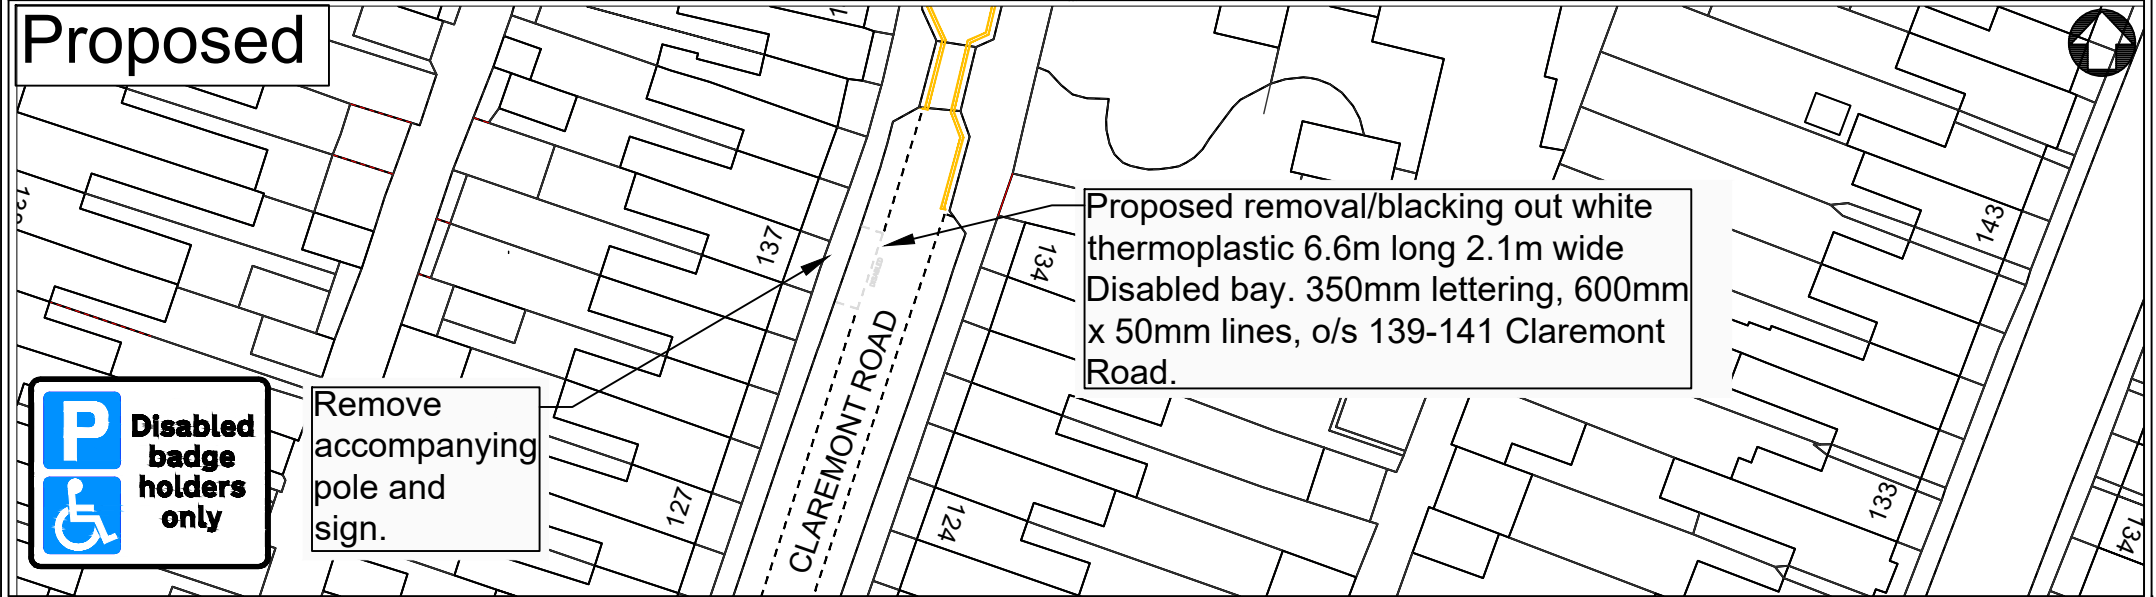 Proposed
137
134
143
Proposed removal/blacking out white
thermoplastic 6.6m long 2.1m wide
Disabled bay. 350mm lettering, 600mm
x 50mm lines, o/s 139-141 Claremont
Road.
CLAREMONT ROAD
P
Disabled
badge
holders
only
Remove
accompanying
pole and
sign.
127
124
133
134